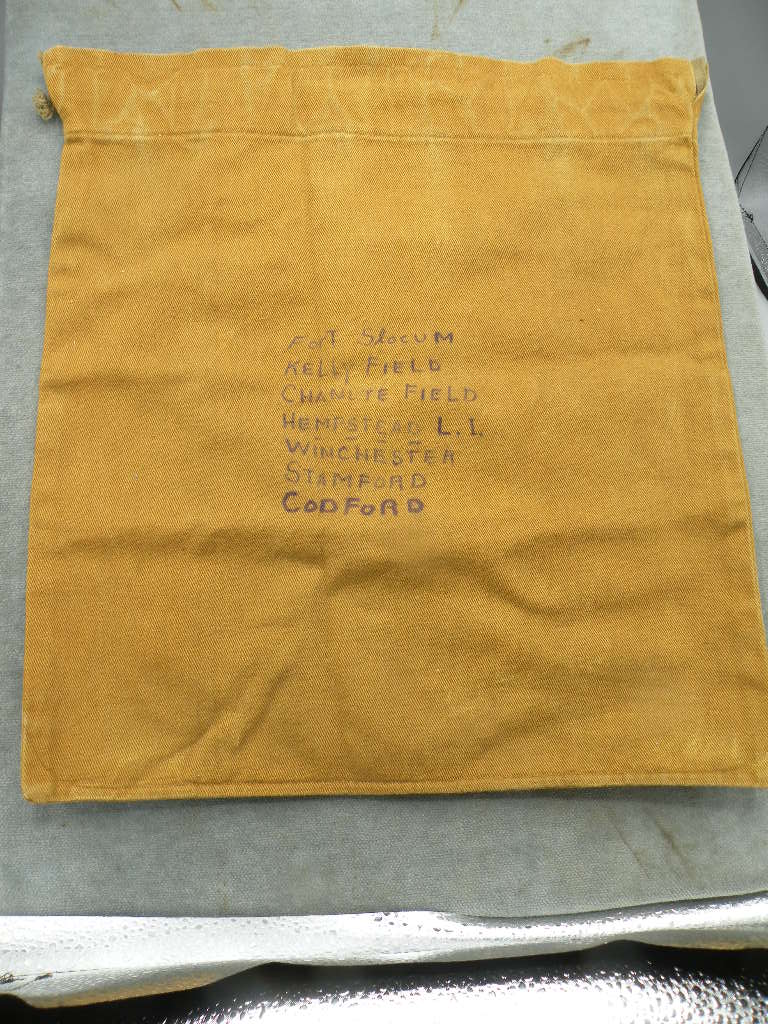 Fort Slocum
KELLY FIELD
CHANUTE FIELD
HEMPSTEAD L.I.
WINCHESTER
STAMFORD
CODFORD